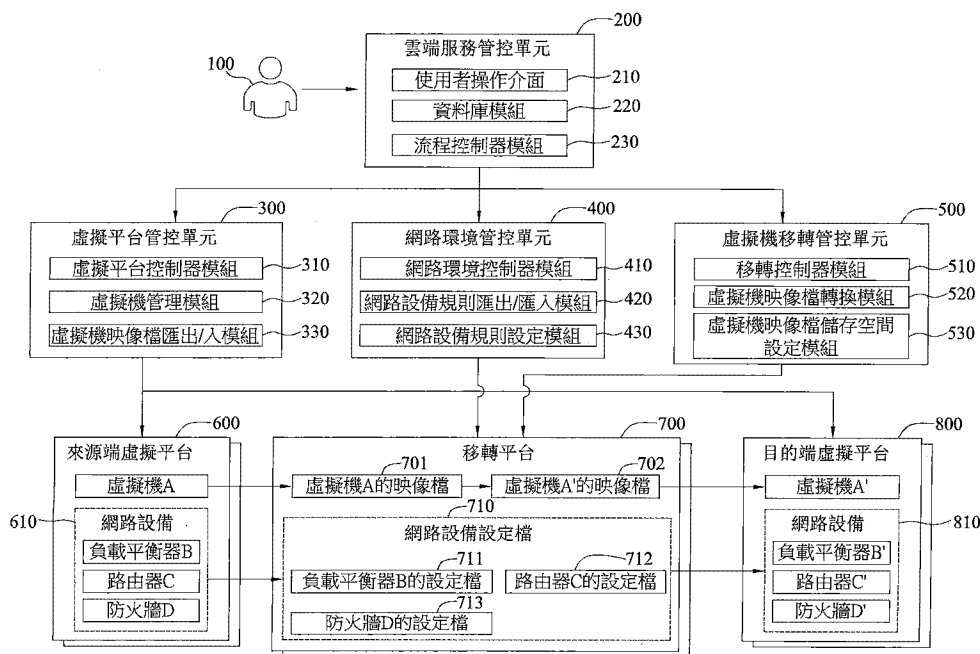 200
雲端服務管控單元
100
使用者操作介面
210
資料庫模組
220
流程控制器模組
230
300
虛擬平台管控單元
虛擬平台控制器模組
310
虛擬機管理模組
320
虛擬機映像檔匯出/入模組
330
400
網路環境管控單元
網路環境控制器模組
410
網路設備規則匯出/匯入模組
420
網路設備規則設定模組
430
500
虛擬機移轉管控單元
移轉控制器模組
510
虛擬機映像檔轉換模組
520
虛擬機映像檔儲存空間
設定模組
530
600
來源端虛擬平台
虛擬機A
610
網路設備
負載平衡器B
路由器C
防火牆D
700
移轉平台
701
虛擬機A的映像檔
702
虛擬機A'的映像檔
710
網路設備設定檔
711
負載平衡器B的設定檔
712
路由器C的設定檔
713
防火牆D的設定檔
800
目的端虛擬平台
虛擬機A'
810
網路設備
負載平衡器B'
路由器C'
防火牆D'